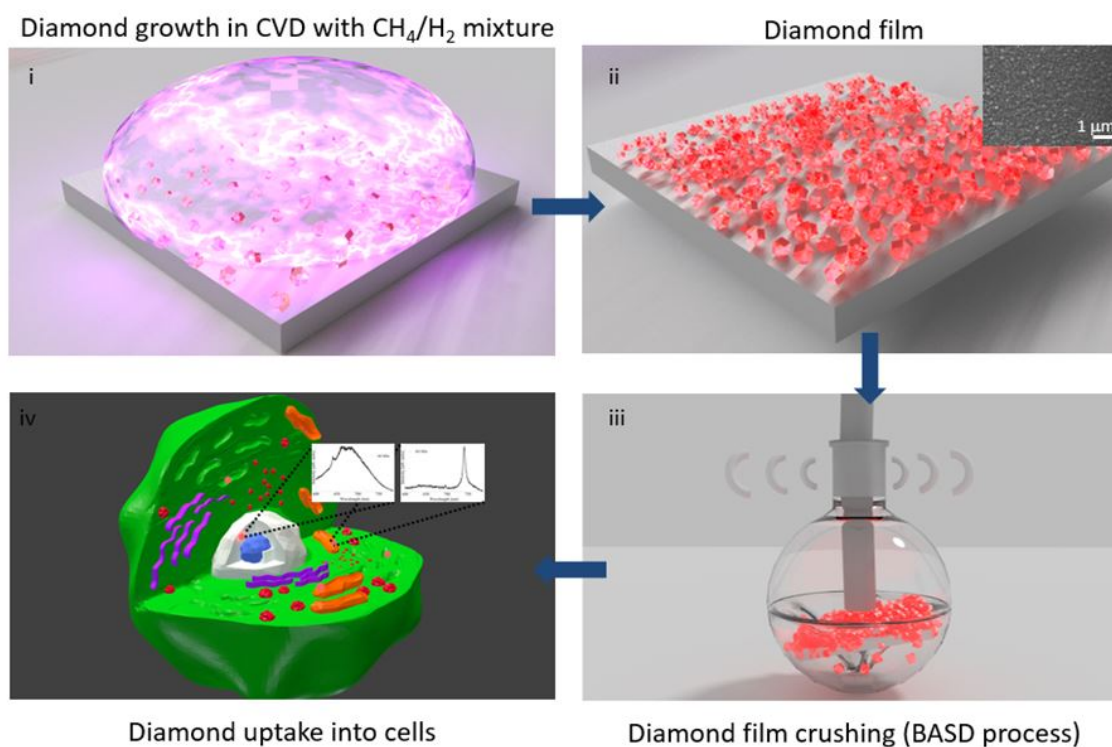 Diamond growth in CVD with CH₄/H₂ mixture
Diamond film
i
ii
1 μm
iv
iii
Diamond uptake into cells
Diamond film crushing (BASD process)